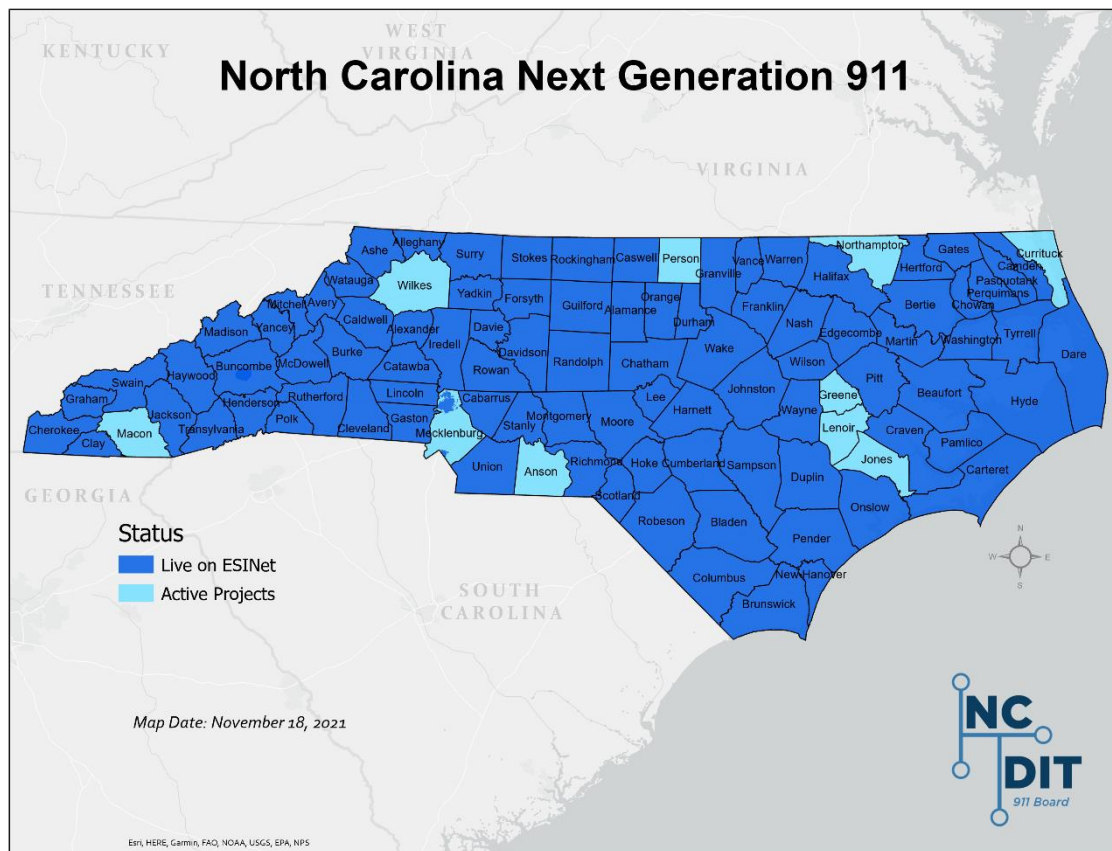 KENTUCKY
WEST
VIRGINIA
North Carolina Next Generation 911
VIRGINIA
TENNESSEE
Ashe
Alleghany
Surry
Stokes
Rockingham
Caswell
Person
Granville
Vance
Warren
Northampton
Gates
Currituck
Camden
Pasquotank
Perquimans
Chowan
Hertford
Halifax
Watauga
Wilkes
Yadkin
Forsyth
Guilford
Alamance
Orange
Durham
Franklin
Nash
Edgecombe
Bertie
Martin
Washington
Tyrrell
Dare
Mitchell
Avery
Caldwell
Alexander
Iredell
Davie
Davidson
Randolph
Chatham
Wake
Wilson
Pitt
Beaufort
Hyde
Madison
Yancey
Burke
Catawba
Rowan
McDowell
Buncombe
Haywood
Swain
Graham
Cherokee
Clay
Macon
Jackson
Transylvania
Henderson
Polk
Rutherford
Cleveland
Lincoln
Gaston
Mecklenburg
Cabarrus
Stanly
Montgomery
Moore
Lee
Harnett
Johnston
Wayne
Greene
Lenoir
Craven
Pamlico
Jones
Carteret
Union
Anson
Richmond
Scotland
Hoke
Cumberland
Sampson
Duplin
Onslow
Robeson
Bladen
Pender
Columbus
New Hanover
Brunswick
GEORGIA
SOUTH
CAROLINA
Status
Live on ESINet
Active Projects
N
W
E
S
Map Date: November 18, 2021
NC
DIT
911 Board
Esri, HERE, Garmin, FAO, NOAA, USGS, EPA, NPS